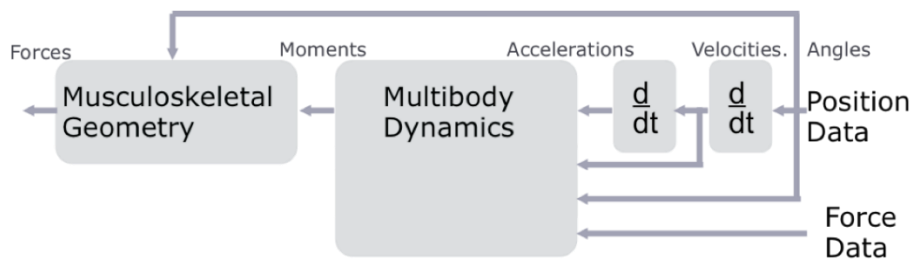 Forces
Moments
Accelerations
Velocities.
Angles
Musculoskeletal
Geometry
Multibody
Dynamics
d
dt
d
dt
Position
Data
Force
Data